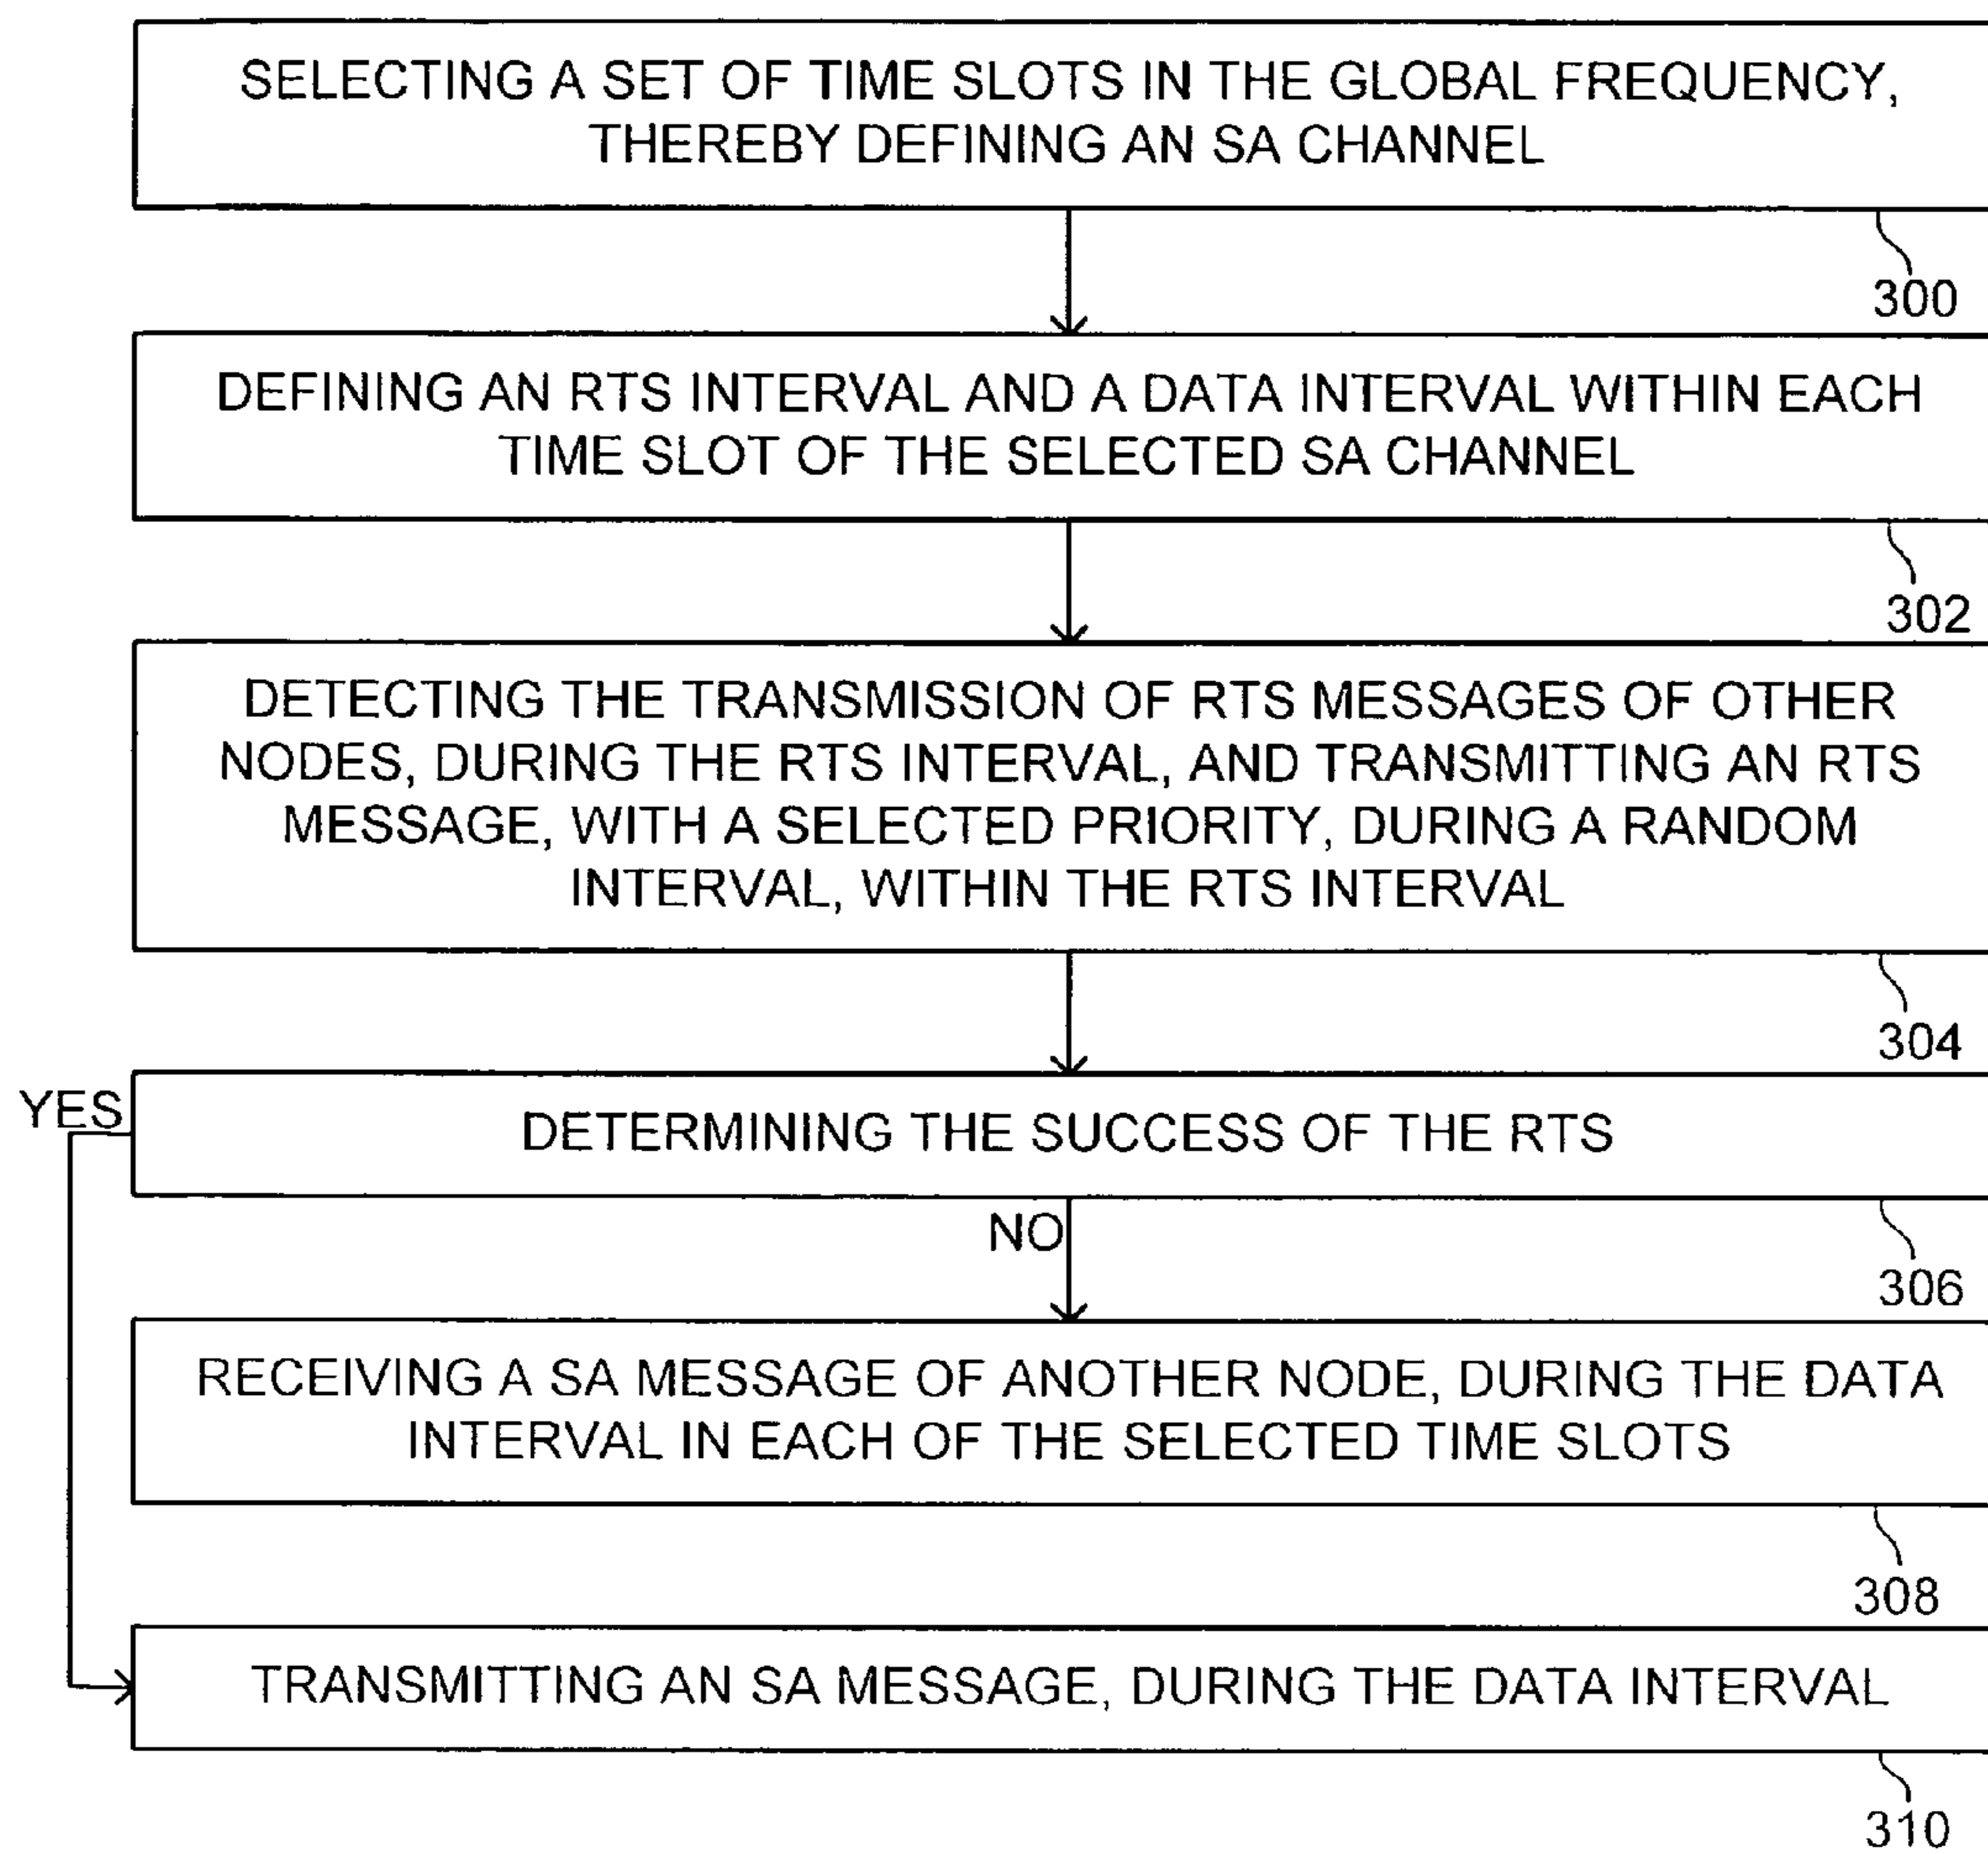 SELECTING A SET OF TIME SLOTS IN THE GLOBAL FREQUENCY,
THEREBY DEFINING AN SA CHANNEL
300
DEFINING AN RTS INTERVAL AND A DATA INTERVAL WITHIN EACH
TIME SLOT OF THE SELECTED SA CHANNEL
302
DETECTING THE TRANSMISSION OF RTS MESSAGES OF OTHER
NODES, DURING THE RTS INTERVAL, AND TRANSMITTING AN RTS
MESSAGE, WITH A SELECTED PRIORITY, DURING A RANDOM
INTERVAL, WITHIN THE RTS INTERVAL
304
YES
DETERMINING THE SUCCESS OF THE RTS
NO
306
RECEIVING A SA MESSAGE OF ANOTHER NODE, DURING THE DATA
INTERVAL IN EACH OF THE SELECTED TIME SLOTS
308
TRANSMITTING AN SA MESSAGE, DURING THE DATA INTERVAL
310